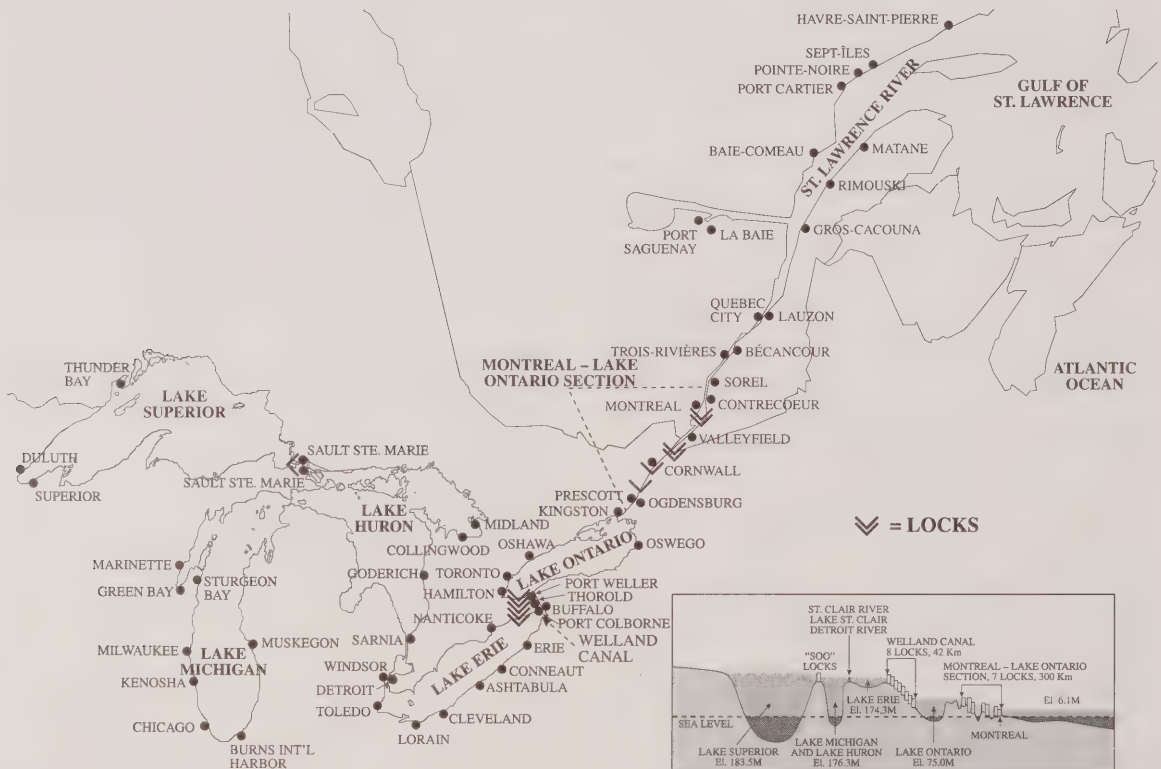 HAVRE-SAINT-PIERRE
SEPT-ÎLES
POINTE-NOIRE
PORT CARTIER
GULF OF
ST. LAWRENCE
ST. LAWRENCE RIVER
BAIE-COMEAU
MATANE
RIMOUSKI
PORT
SAGUENAY
LA BAIE
GROS-CACOUNA
QUEBEC
CITY
LAUZON
TROIS-RIVIÈRES
BÉCANCOUR
MONTREAL – LAKE
ONTARIO SECTION
SOREL
MONTREAL
CONTRECOEUR
ATLANTIC
OCEAN
VALLEYFIELD
CORNWALL
THUNDER
BAY
LAKE
SUPERIOR
DULUTH
SUPERIOR
SAULT STE. MARIE
SAULT STE. MARIE
LAKE
HURON
PRESCOTT
KINGSTON
OGDENSBURG
MIDLAND
COLLINGWOOD
OSHAWA
OSWEGO
= LOCKS
MARINETTE
GREEN BAY
STURGEON
BAY
GODERICH
TORONTO
LAKE ONTARIO
HAMILTON
PORT WELLER
THOROLD
BUFFALO
PORT COLBORNE
WELLAND
CANAL
NANTICOKE
SARNIA
MUSKEGON
MILWAUKEE
LAKE
MICHIGAN
KENOSHA
WINDSOR
DETROIT
LAKE ERIE
ERIE
CONNEAUT
ASHTABULA
TOLEDO
CLEVELAND
LORAIN
CHICAGO
BURNS INT'L
HARBOR
ST. CLAIR RIVER
LAKE ST. CLAIR
DETROIT RIVER
"SOO"
LOCKS
WELLAND CANAL
8 LOCKS, 42 Km
MONTREAL – LAKE ONTARIO
SECTION, 7 LOCKS, 300 Km
El. 6.1M
LAKE ERIE
El. 174.3M
SEA LEVEL
MONTREAL
LAKE SUPERIOR
El. 183.5M
LAKE MICHIGAN
AND LAKE HURON
El. 176.3M
LAKE ONTARIO
El. 75.0M